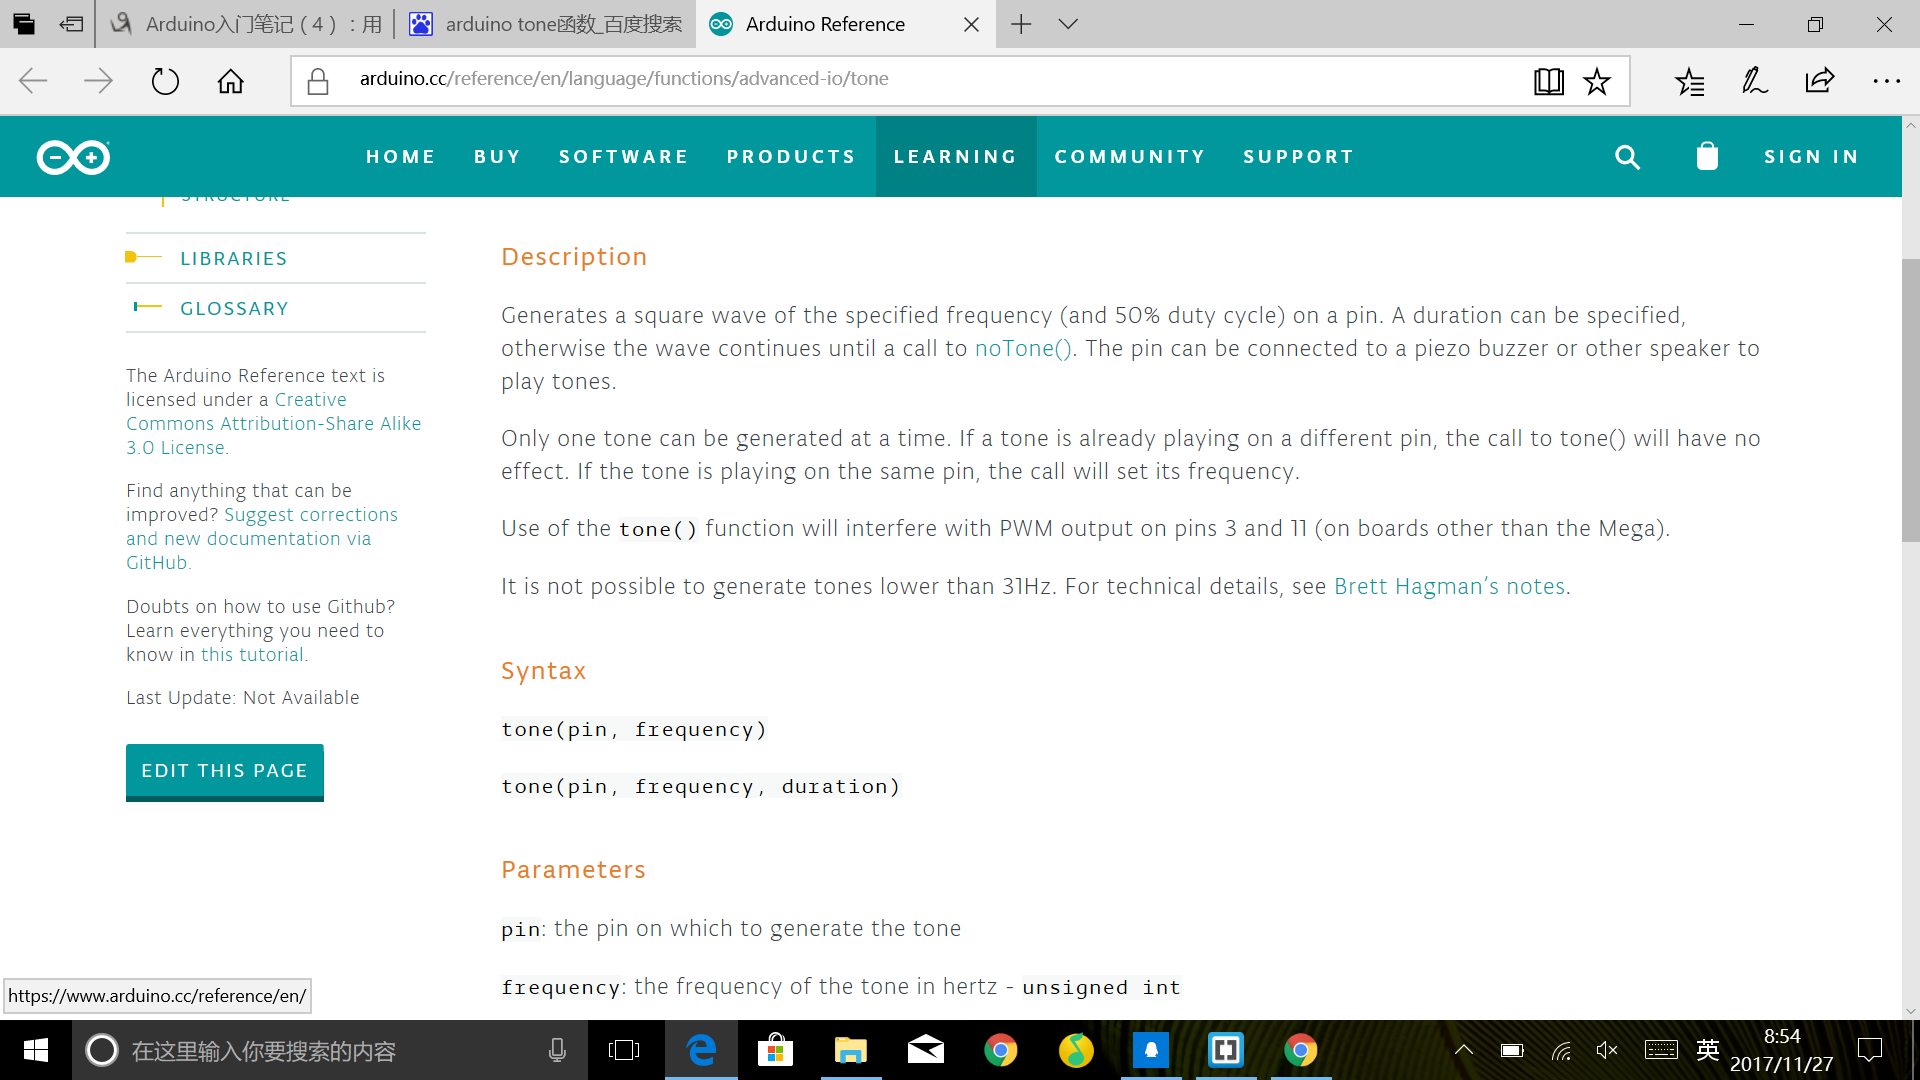 Arduino入门笔记（4）：用
arduino tone函数_百度搜索
Arduino Reference
arduino.cc/reference/en/language/functions/advanced-io/tone
HOME BUY SOFTWARE PRODUCTS LEARNING COMMUNITY SUPPORT SIGN IN
STRUCTURE
LIBRARIES
GLOSSARY
The Arduino Reference text is
licensed under a Creative
Commons Attribution-Share Alike
3.0 License.
Find anything that can be
improved? Suggest corrections
and new documentation via
GitHub.
Doubts on how to use Github?
Learn everything you need to
know in this tutorial.
Last Update: Not Available
EDIT THIS PAGE
Description
Generates a square wave of the specified frequency (and 50% duty cycle) on a pin. A duration can be specified,
otherwise the wave continues until a call to noTone(). The pin can be connected to a piezo buzzer or other speaker to
play tones.
Only one tone can be generated at a time. If a tone is already playing on a different pin, the call to tone() will have no
effect. If the tone is playing on the same pin, the call will set its frequency.
Use of the tone() function will interfere with PWM output on pins 3 and 11 (on boards other than the Mega).
It is not possible to generate tones lower than 31Hz. For technical details, see Brett Hagman’s notes.
Syntax
tone(pin, frequency)
tone(pin, frequency, duration)
Parameters
pin: the pin on which to generate the tone
frequency: the frequency of the tone in hertz - unsigned int
https://www.arduino.cc/reference/en/
在这里输入你要搜索的内容
英
8:54
2017/11/27